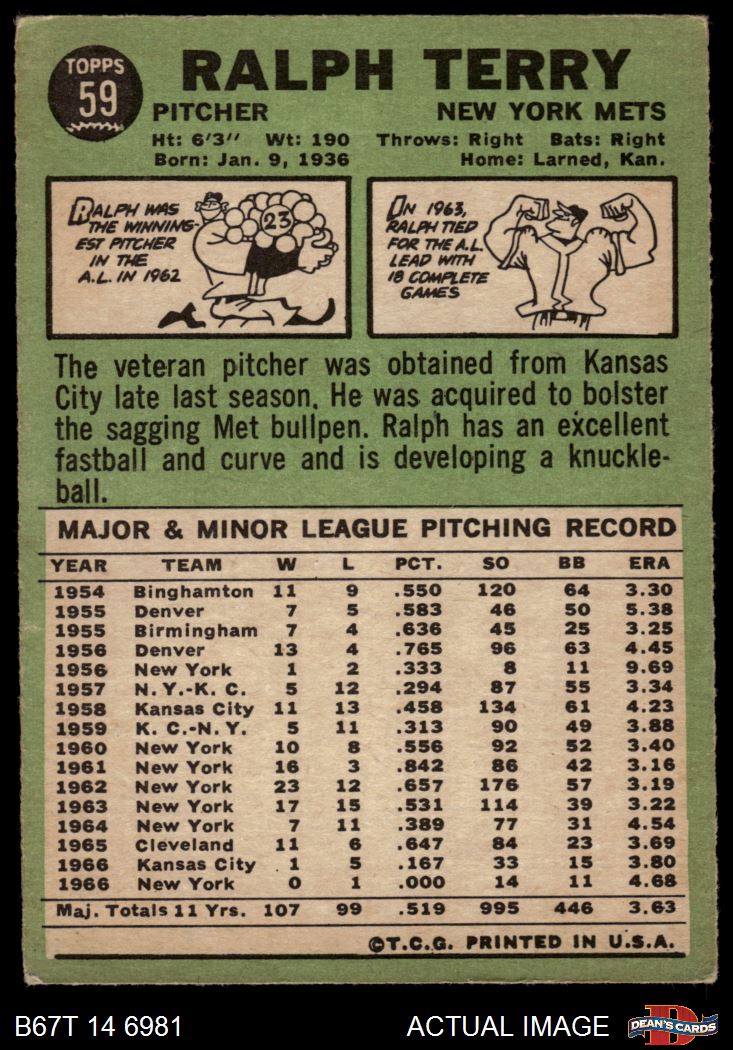 TOPPS
59
RALPH TERRY
PITCHER NEW YORK METS
Ht: 6'3" Wt: 190 Throws: Right Bats: Right
Born: Jan. 9, 1936 Home: Larned, Kan.
RALPH WAS
THE WINNING-
EST PITCHER
IN THE
A.L. IN 1962
23
IN 1963,
RALPH TIED
FOR THE A.L.
LEAD WITH
18 COMPLETE
GAMES
The veteran pitcher was obtained from Kansas
City late last season. He was acquired to bolster
the sagging Met bullpen. Ralph has an excellent
fastball and curve and is developing a knuckle-
ball.
MAJOR & MINOR LEAGUE PITCHING RECORD
YEAR TEAM W L PCT. SO BB ERA
1954 Binghamton 11 9 .550 120 64 3.30
1955 Denver 7 5 .583 46 50 5.38
1955 Birmingham 7 4 .636 45 25 3.25
1956 Denver 13 4 .765 96 63 4.45
1956 New York 1 2 .333 8 11 9.69
1957 N. Y.-K. C. 5 12 .294 87 55 3.34
1958 Kansas City 11 13 .458 134 61 4.23
1959 K. C.-N. Y. 5 11 .313 90 49 3.88
1960 New York 10 8 .556 92 52 3.40
1961 New York 16 3 .842 86 42 3.16
1962 New York 23 12 .657 176 57 3.19
1963 New York 17 15 .531 114 39 3.22
1964 New York 7 11 .389 77 31 4.54
1965 Cleveland 11 6 .647 84 23 3.69
1966 Kansas City 1 5 .167 33 15 3.80
1966 New York 0 1 .000 14 11 4.68
Maj. Totals 11 Yrs. 107 99 .519 995 446 3.63
©T.C.G. PRINTED IN U.S.A.
B67T 14 6981 ACTUAL IMAGE DEAN'S CARDS